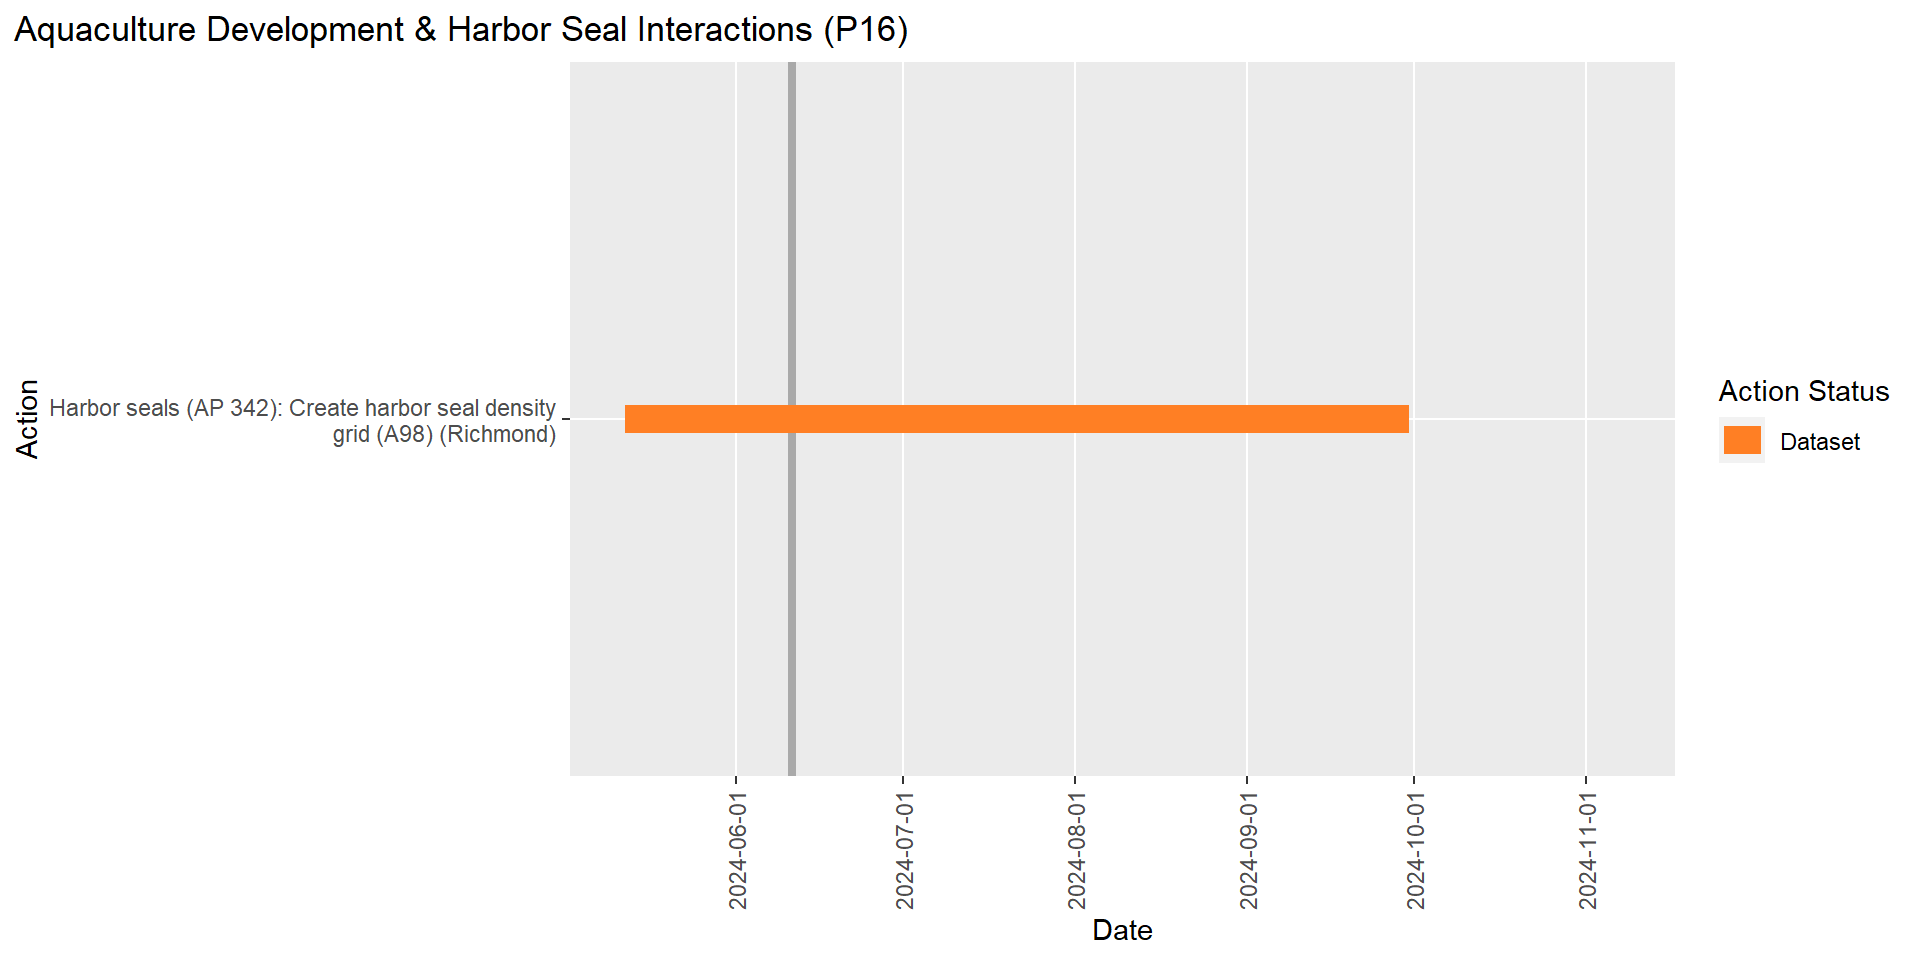 Aquaculture Development & Harbor Seal Interactions (P16)
Action
Harbor seals (AP 342): Create harbor seal density
grid (A98) (Richmond)
2024-06-01
2024-07-01
2024-08-01
2024-09-01
2024-10-01
2024-11-01
Date
Action Status
Dataset